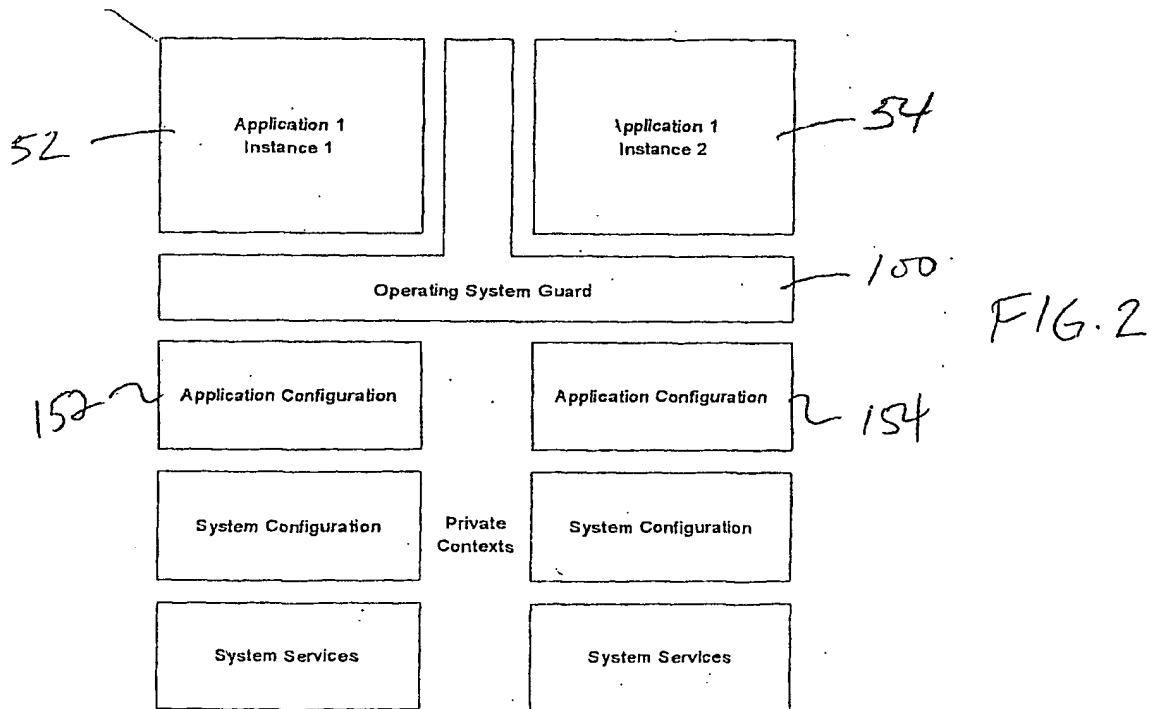 52
Application 1
Instance 1
Application 1
Instance 2
54
Operating System Guard
100
FIG. 2
152
Application Configuration
Application Configuration
154
System Configuration
Private
Contexts
System Configuration
System Services
System Services